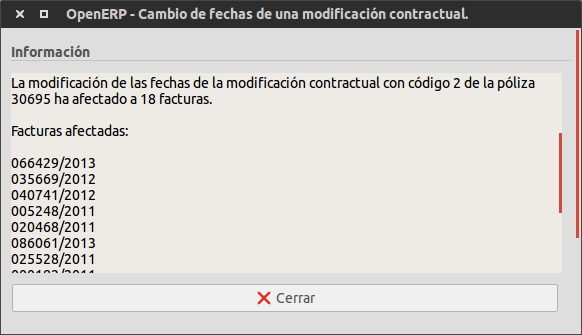 OpenERP - Cambio de fechas de una modificación contractual.
Información
La modificación de las fechas de la modificación contractual con código 2 de la póliza
30695 ha afectado a 18 facturas.
Facturas afectadas:
066429/2013
035669/2012
040741/2012
005248/2011
020468/2011
086061/2013
025528/2011
Cerrar